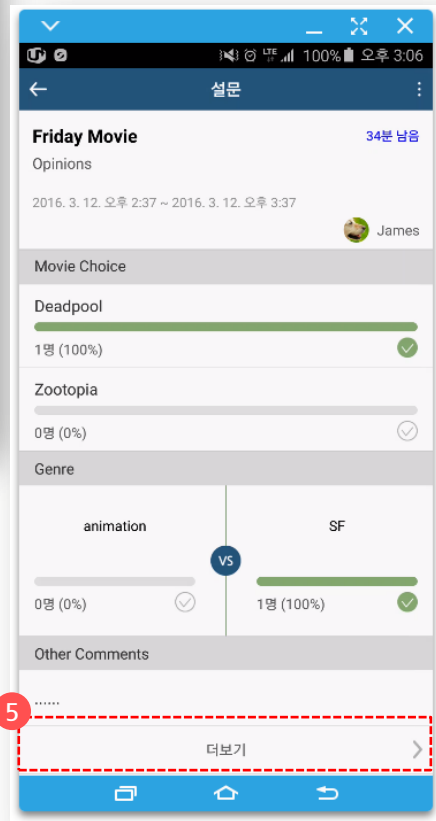 LTE 100% 오후 3:06
설문
Friday Movie 34분 남음
Opinions
2016. 3. 12. 오후 2:37 ~ 2016. 3. 12. 오후 3:37
James
Movie Choice
Deadpool
1명 (100%)
Zootopia
0명 (0%)
Genre
animation SF
VS
0명 (0%) 1명 (100%)
Other Comments
......
5
더보기